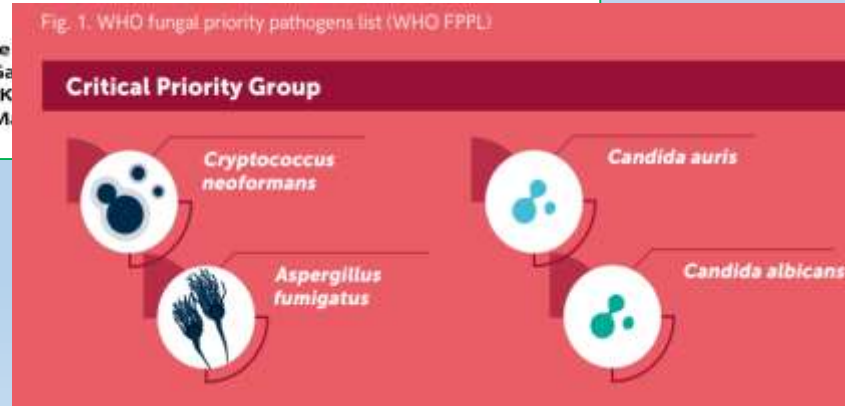 Fig. 1. WHO fungal priority pathogens list (WHO FPPL)
Critical Priority Group
Cryptococcus
neoformans
Candida auris
Aspergillus
fumigatus
Candida albicans